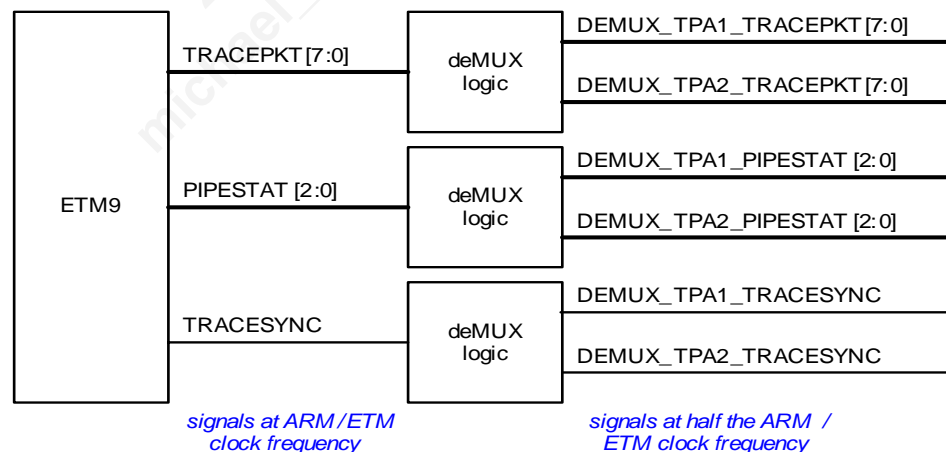 ETM9
TRACEPKT[7:0]
deMUX
logic
DEMUX_TPA1_TRACEPKT[7:0]
DEMUX_TPA2_TRACEPKT[7:0]
PIPESTAT [2:0]
deMUX
logic
DEMUX_TPA1_PIPESTAT [2:0]
DEMUX_TPA2_PIPESTAT [2:0]
TRACESYNC
deMUX
logic
DEMUX_TPA1_TRACESYNC
DEMUX_TPA2_TRACESYNC
signals at ARM/ETM
clock frequency
signals at half the ARM /
ETM clock frequency